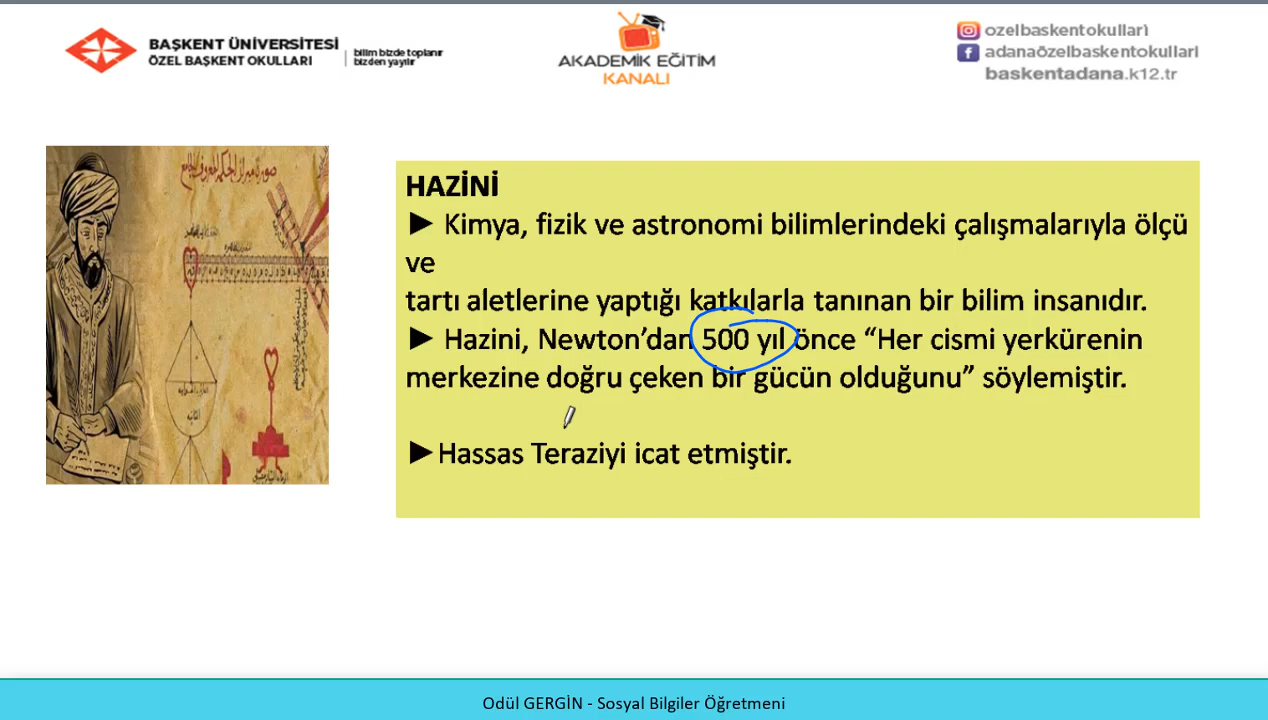 BAŞKENT ÜNİVERSİTESİ
ÖZEL BAŞKENT OKULLARI
bilim bizde toplanır
bizden yayılır
AKADEMİK EĞİTİM
KANALI
ozelbaskentokullari
adanaözelbaskentokullari
baskentadana.k12.tr
HAZİNİ
► Kimya, fizik ve astronomi bilimlerindeki çalışmalarıyla ölçü
ve
tartı aletlerine yaptığı katkılarla tanınan bir bilim insanıdır.
► Hazini, Newton’dan 500 yıl önce “Her cismi yerkürenin
merkezine doğru çeken bir gücün olduğunu” söylemiştir.
►Hassas Teraziyi icat etmiştir.
Odül GERGİN - Sosyal Bilgiler Öğretmeni